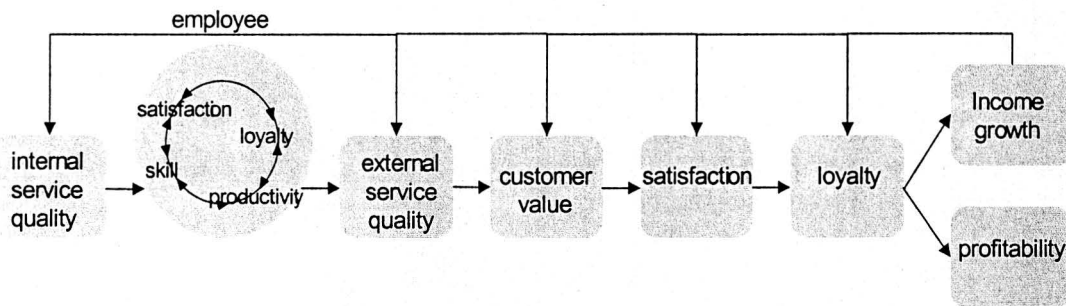 employee
satisfaction
loyalty
skill
productivity
internal
service
quality
external
service
quality
customer
value
satisfaction
loyalty
Income
growth
profitability